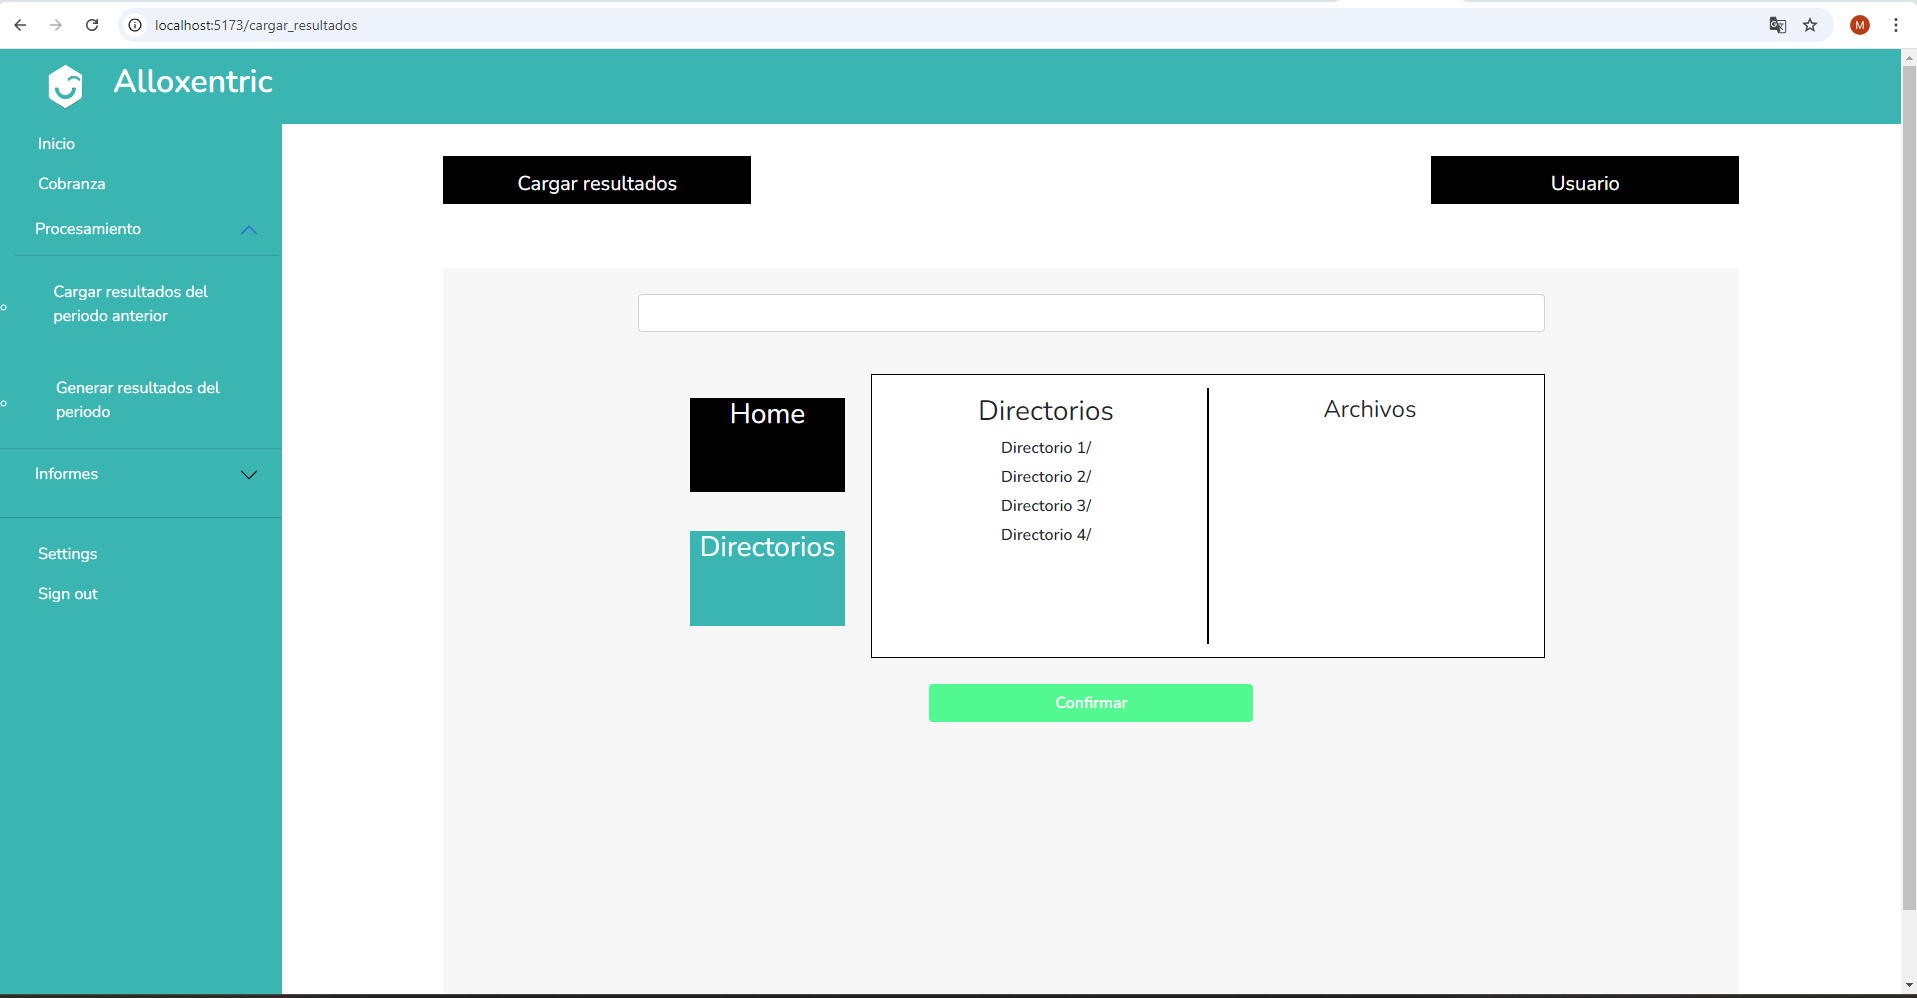 localhost:5173/cargar_resultados
M
Alloxentric
Inicio
Cobranza
Procesamiento
Cargar resultados del
periodo anterior
Generar resultados del
periodo
Informes
Settings
Sign out
Cargar resultados
Usuario
Home
Directorios
Directorios
Directorio 1/
Directorio 2/
Directorio 3/
Directorio 4/
Archivos
Confirmar